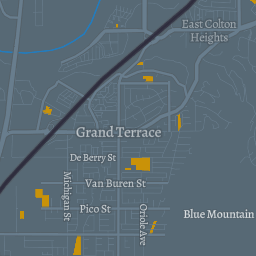 East Colton
Heights
Grand Terrace
De Berry St
Van Buren St
Michigan St
Pico St
Oriole Ave
Blue Mountain